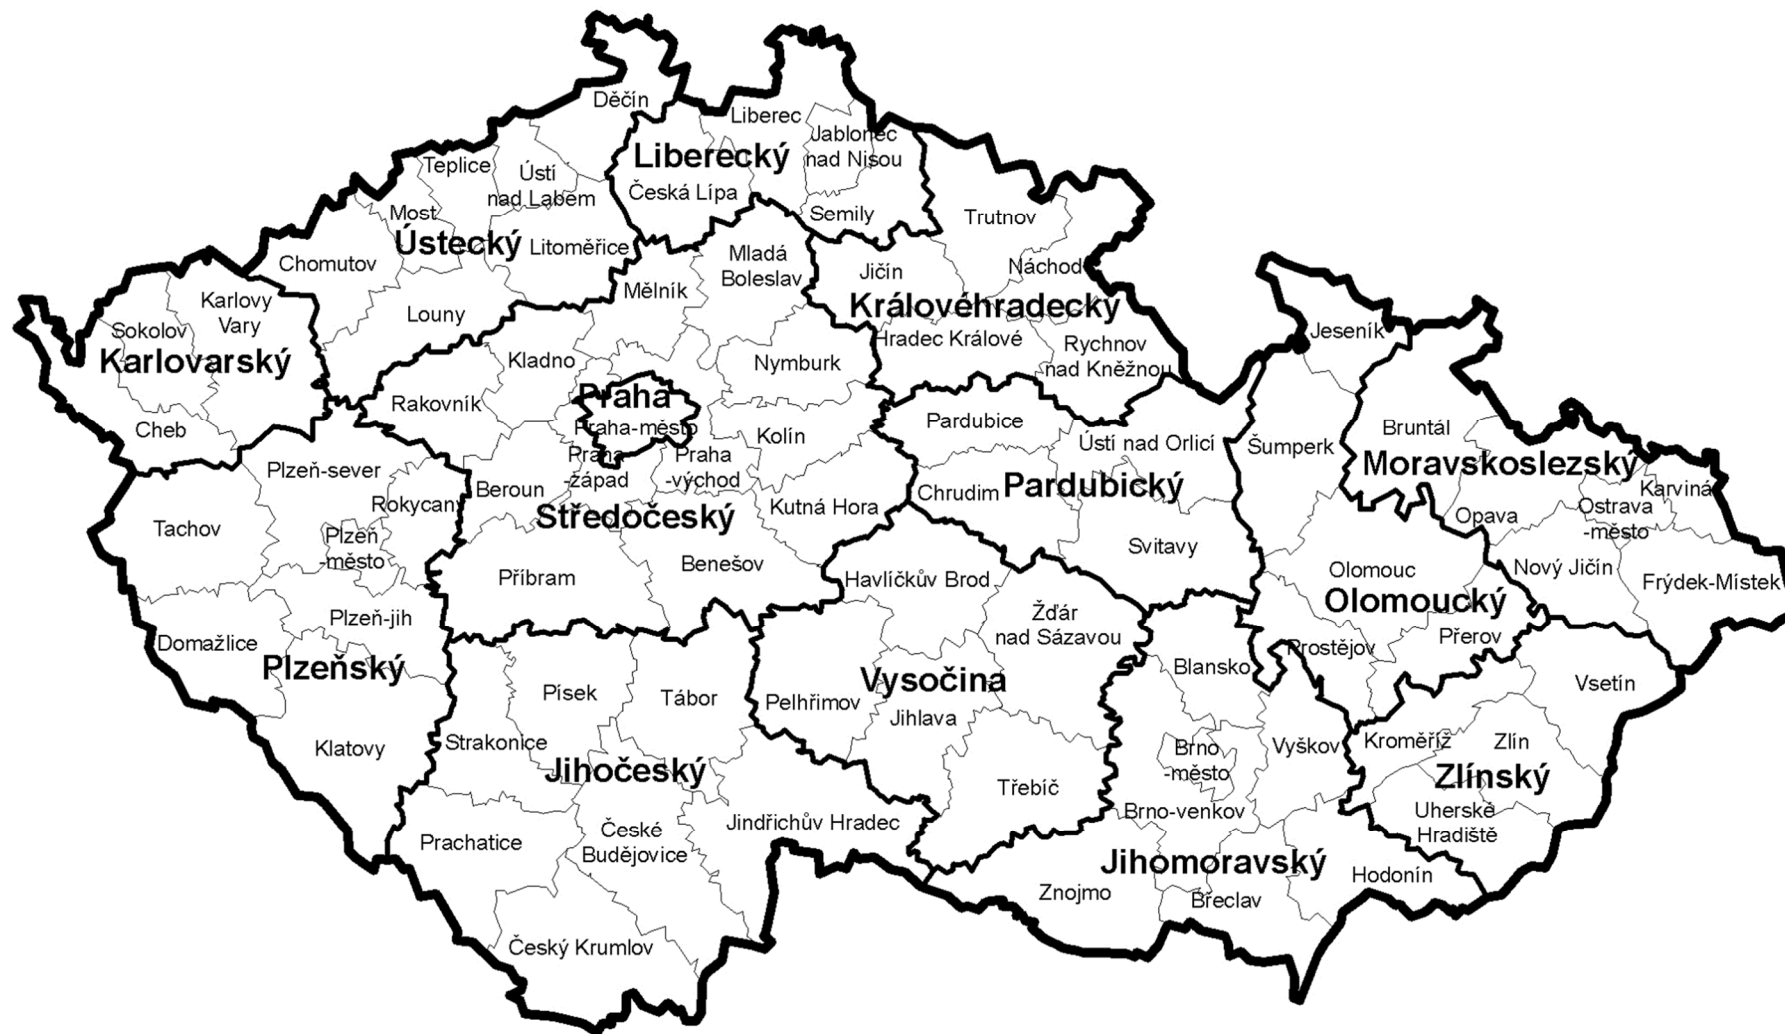 Děčín
Liberec
Jablonec
nad Nisou
Liberecký
Česká Lípa
Semily
Teplice
Ústí
nad Labem
Most
Ústecký
Litoměřice
Chomutov
Louny
Trutnov
Náchod
Jičín
Královéhradecký
Hradec Králové
Rychnov
nad Kněžnou
Mladá
Boleslav
Mělník
Nymburk
Kladno
Rakovník
Praha
Praha-město
Praha
-západ
Praha
-východ
Kolín
Beroun
Středočeský
Kutná Hora
Příbram
Benešov
Karlovy
Vary
Sokolov
Karlovarský
Cheb
Plzeň-sever
Rokycany
Tachov
Plzeň
-město
Plzeň-jih
Domažlice
Plzeňský
Klatovy
Pardubice
Ústí nad Orlicí
Chrudim
Pardubický
Svitavy
Jeseník
Šumperk
Bruntál
Moravskoslezský
Karviná
Ostrava
-město
Opava
Nový Jičín
Frýdek-Místek
Olomouc
Olomoucký
Prostějov
Přerov
Havlíčkův Brod
Žďár
nad Sázavou
Vysočina
Pelhřimov
Jihlava
Třebíč
Písek
Tábor
Strakonice
Jihočeský
Jindřichův Hradec
Prachatice
České
Budějovice
Český Krumlov
Blansko
Vyškov
Brno
-město
Brno-venkov
Jihomoravský
Znojmo
Břeclav
Hodonín
Vsetín
Kroměříž
Zlín
Zlínský
Uherské
Hradiště